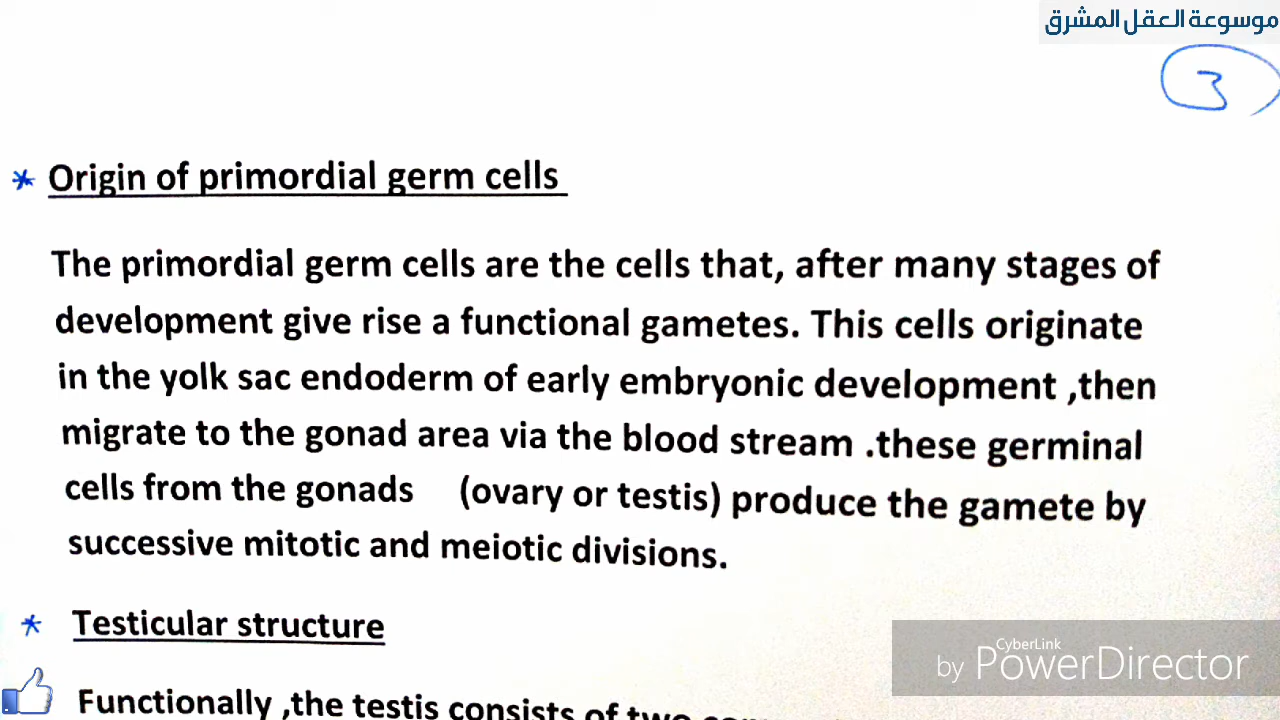 موسوعة العقل المشرق
3
* Origin of primordial germ cells
The primordial germ cells are the cells that, after many stages of
development give rise a functional gametes. This cells originate
in the yolk sac endoderm of early embryonic development ,then
migrate to the gonad area via the blood stream .these germinal
cells from the gonads (ovary or testis) produce the gamete by
successive mitotic and meiotic divisions.
* Testicular structure
Functionally ,the testis consists of two
CyberLink
by PowerDirector